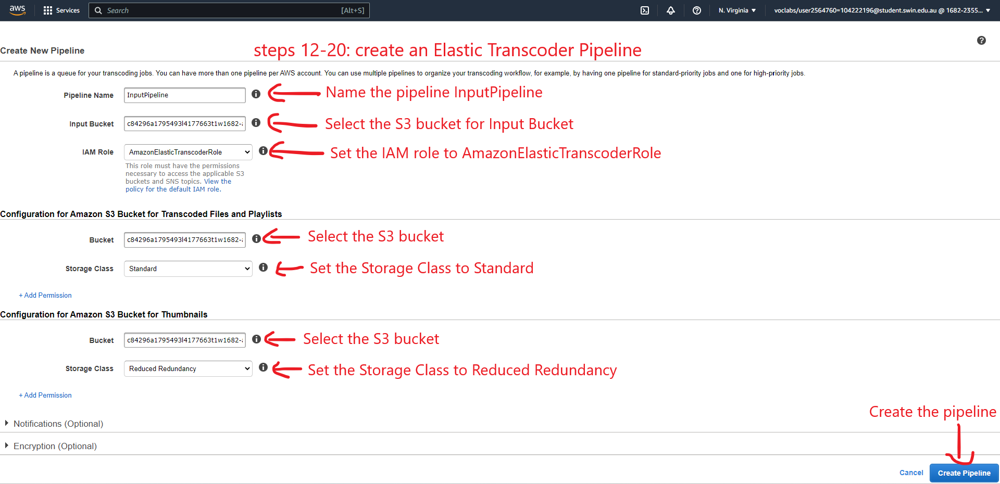 aws Services Search [Alt+S] N. Virginia voclabs/user2564760=104222196@student.swin.edu.au @ 1682-2355...
Create New Pipeline
steps 12-20: create an Elastic Transcoder Pipeline
A pipeline is a queue for your transcoding jobs. You can have more than one pipeline per AWS account. You can use multiple pipelines to organize your transcoding workflow, for example, by having one pipeline for standard-priority jobs and one for high-priority jobs.
Pipeline Name InputPipeline Name the pipeline InputPipeline
Input Bucket c84296a1795493l4177663t1w1682- Select the S3 bucket for Input Bucket
IAM Role AmazonElasticTranscoderRole Set the IAM role to AmazonElasticTranscoderRole
This role must have the permissions
necessary to access the applicable S3
buckets and SNS topics. View the
policy for the default IAM role.
Configuration for Amazon S3 Bucket for Transcoded Files and Playlists
Bucket c84296a1795493l4177663t1w1682- Select the S3 bucket
Storage Class Standard Set the Storage Class to Standard
+ Add Permission
Configuration for Amazon S3 Bucket for Thumbnails
Bucket c84296a1795493l4177663t1w1682- Select the S3 bucket
Storage Class Reduced Redundancy Set the Storage Class to Reduced Redundancy
+ Add Permission
Create the pipeline
Notifications (Optional)
Encryption (Optional)
Cancel Create Pipeline